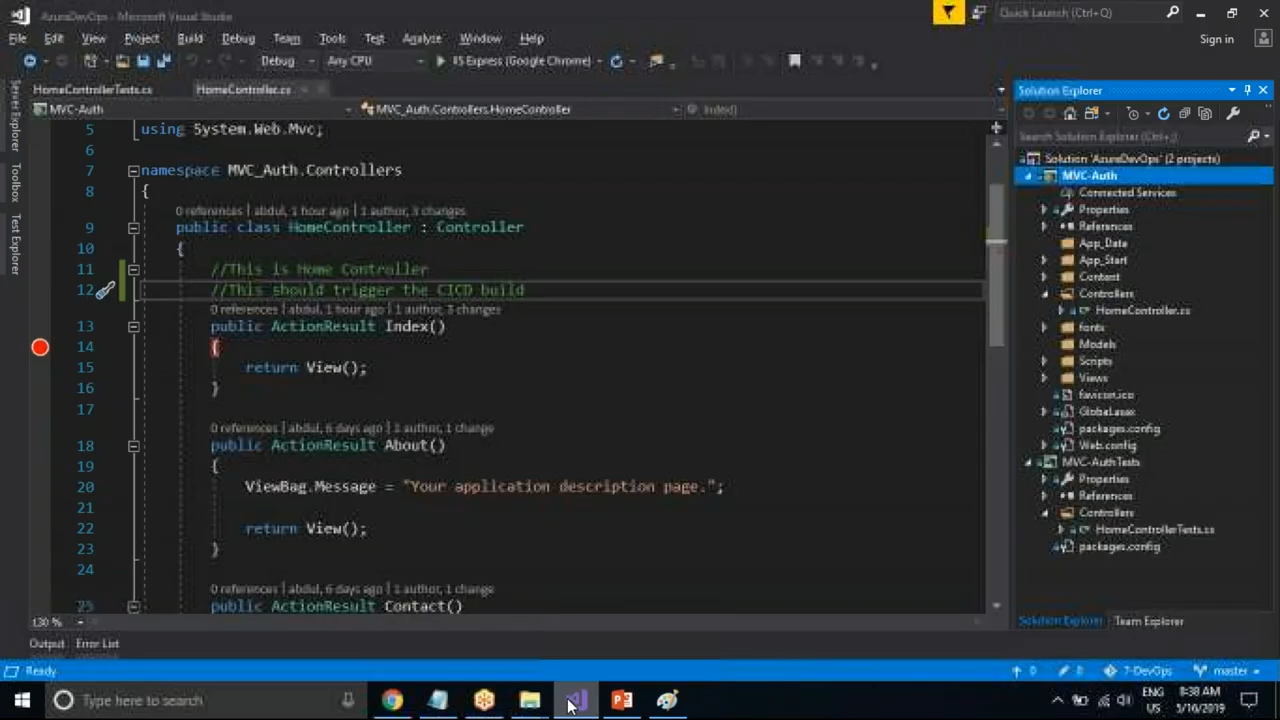 AzureDevOps - Microsoft Visual Studio
Quick Launch (Ctrl+Q)
File Edit View Project Build Debug Team Tools Test Analyze Window Help
Sign in
Debug Any CPU IIS Express (Google Chrome)
HomeControllerTests.cs HomeController.cs
MVC-Auth MVC_Auth.Controllers.HomeController Index()
Server Explorer
Toolbox
Test Explorer
5 using System.Web.Mvc;
6
7 namespace MVC_Auth.Controllers
8 {
0 references | abdul, 1 hour ago | 1 author, 3 changes
9 public class HomeController : Controller
10 {
11 //This is Home Controller
12 //This should trigger the CICD build
0 references | abdul, 1 hour ago | 1 author, 3 changes
13 public ActionResult Index()
14 {
15 return View();
16 }
17
0 references | abdul, 6 days ago | 1 author, 1 change
18 public ActionResult About()
19 {
20 ViewBag.Message = "Your application description page.";
21
22 return View();
23 }
24
0 references | abdul, 6 days ago | 1 author, 1 change
25 public ActionResult Contact()
130 %
Solution Explorer
Search Solution Explorer (Ctrl+;)
Solution 'AzureDevOps' (2 projects)
MVC-Auth
Connected Services
Properties
References
App_Data
App_Start
Content
Controllers
HomeController.cs
fonts
Models
Scripts
Views
favicon.ico
Global.asax
packages.config
Web.config
MVC-AuthTests
Properties
References
Controllers
HomeControllerTests.cs
packages.config
Solution Explorer Team Explorer
Output Error List
Ready
0 8 7-DevOps master
Type here to search
ENG
US
8:38 AM
5/16/2019